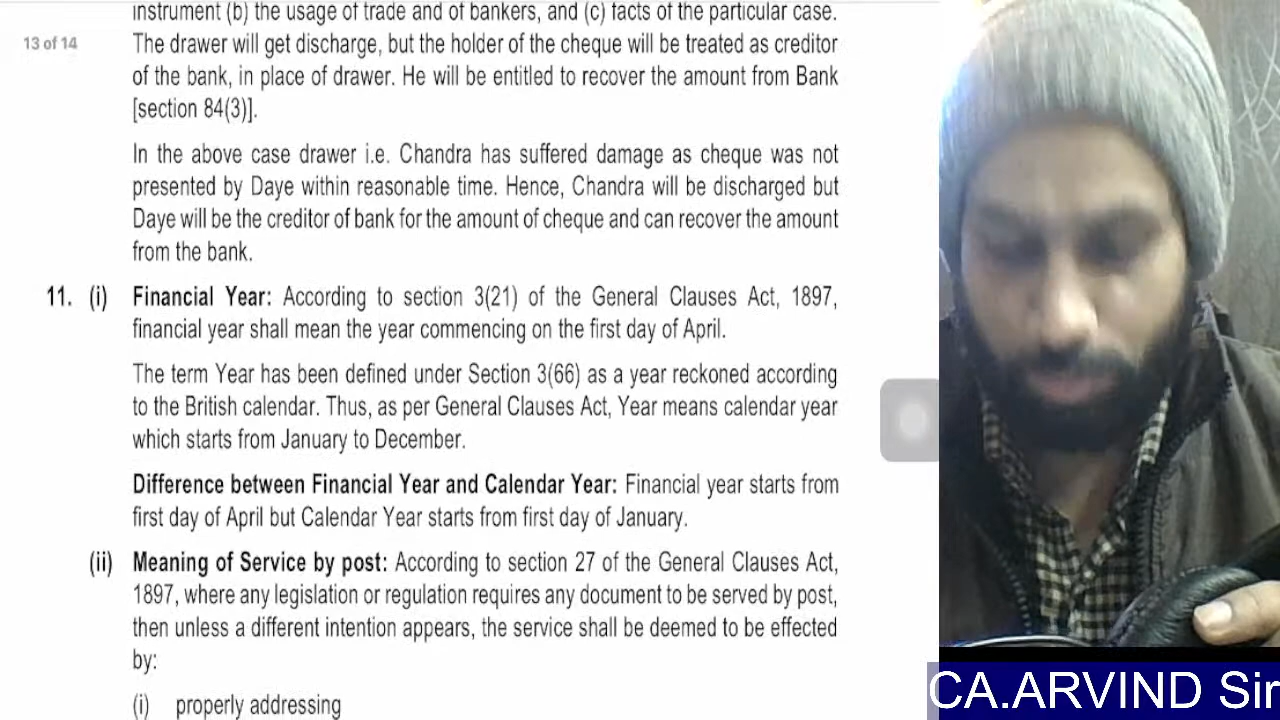 instrument (b) the usage of trade and of bankers, and (c) facts of the particular case.
13 of 14
The drawer will get discharge, but the holder of the cheque will be treated as creditor
of the bank, in place of drawer. He will be entitled to recover the amount from Bank
[section 84(3)].
In the above case drawer i.e. Chandra has suffered damage as cheque was not
presented by Daye within reasonable time. Hence, Chandra will be discharged but
Daye will be the creditor of bank for the amount of cheque and can recover the amount
from the bank.
11. (i) Financial Year: According to section 3(21) of the General Clauses Act, 1897,
financial year shall mean the year commencing on the first day of April.
The term Year has been defined under Section 3(66) as a year reckoned according
to the British calendar. Thus, as per General Clauses Act, Year means calendar year
which starts from January to December.
Difference between Financial Year and Calendar Year: Financial year starts from
first day of April but Calendar Year starts from first day of January.
(ii) Meaning of Service by post: According to section 27 of the General Clauses Act,
1897, where any legislation or regulation requires any document to be served by post,
then unless a different intention appears, the service shall be deemed to be effected
by:
(i) properly addressing
CA.ARVIND Sir